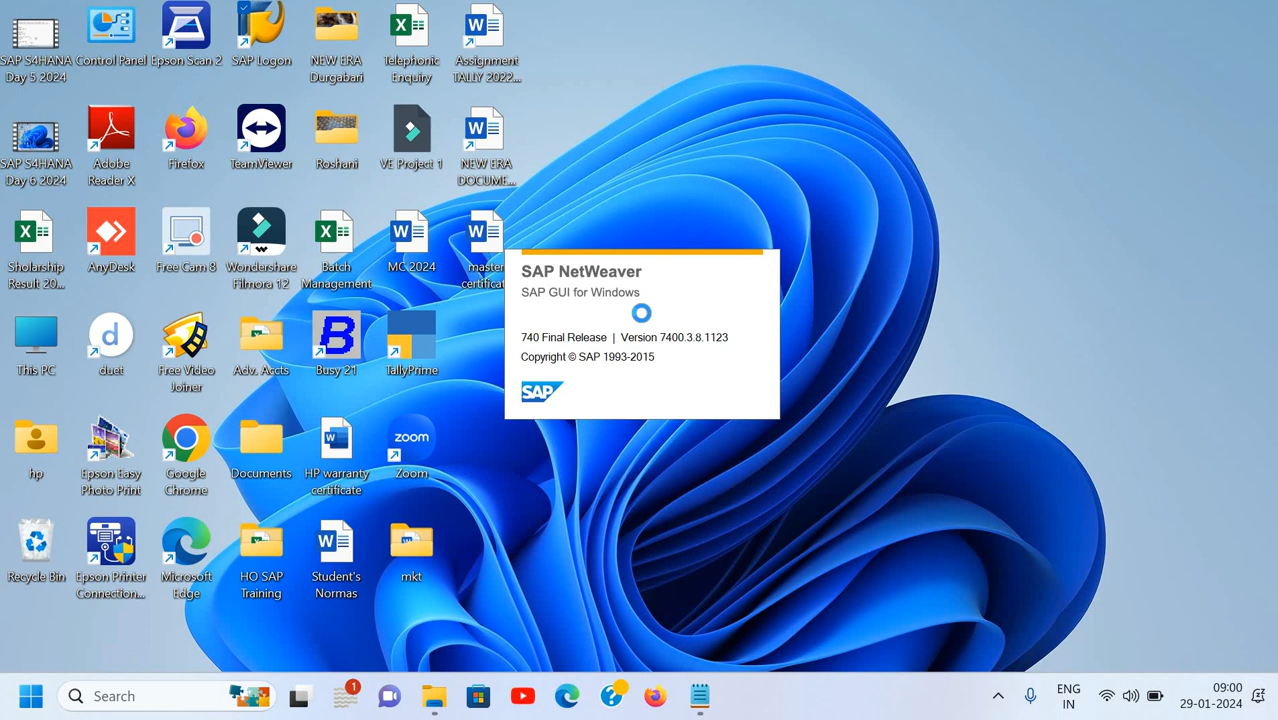 SAP S4HANA
Day 5 2024
Control Panel
Epson Scan 2
SAP Logon
NEW ERA
Durgabari
Telephonic
Enquiry
Assignment
TALLY 2022...
SAP S4HANA
Day 6 2024
Adobe
Reader X
Firefox
TeamViewer
Roshani
VE Project 1
NEW ERA
DOCUME...
Sholarship
Result 20...
AnyDesk
Free Cam 8
Wondershare
Filmora 12
Batch
Management
MC 2024
master
certificat
This PC
d
duet
Free Video
Joiner
Adv. Accts
B
Busy 21
TallyPrime
hp
Epson Easy
Photo Print
Google
Chrome
Documents
HP warranty
certificate
zoom
Zoom
Recycle Bin
Epson Printer
Connection...
Microsoft
Edge
HO SAP
Training
Student's
Normas
mkt
SAP NetWeaver
SAP GUI for Windows
740 Final Release | Version 7400.3.8.1123
Copyright © SAP 1993-2015
SAP
Search
1
ENG
IN
09:00
29-01-2024